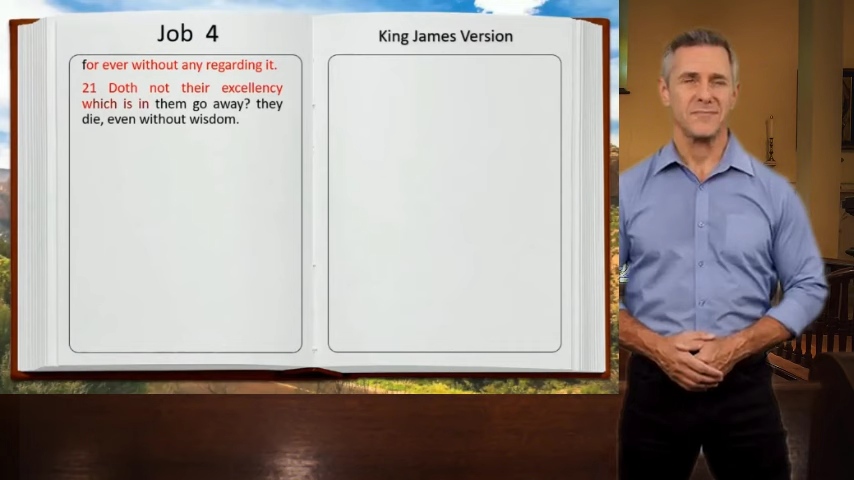 Job 4
for ever without any regarding it.
21 Doth not their excellency
which is in them go away? they
die, even without wisdom.
King James Version